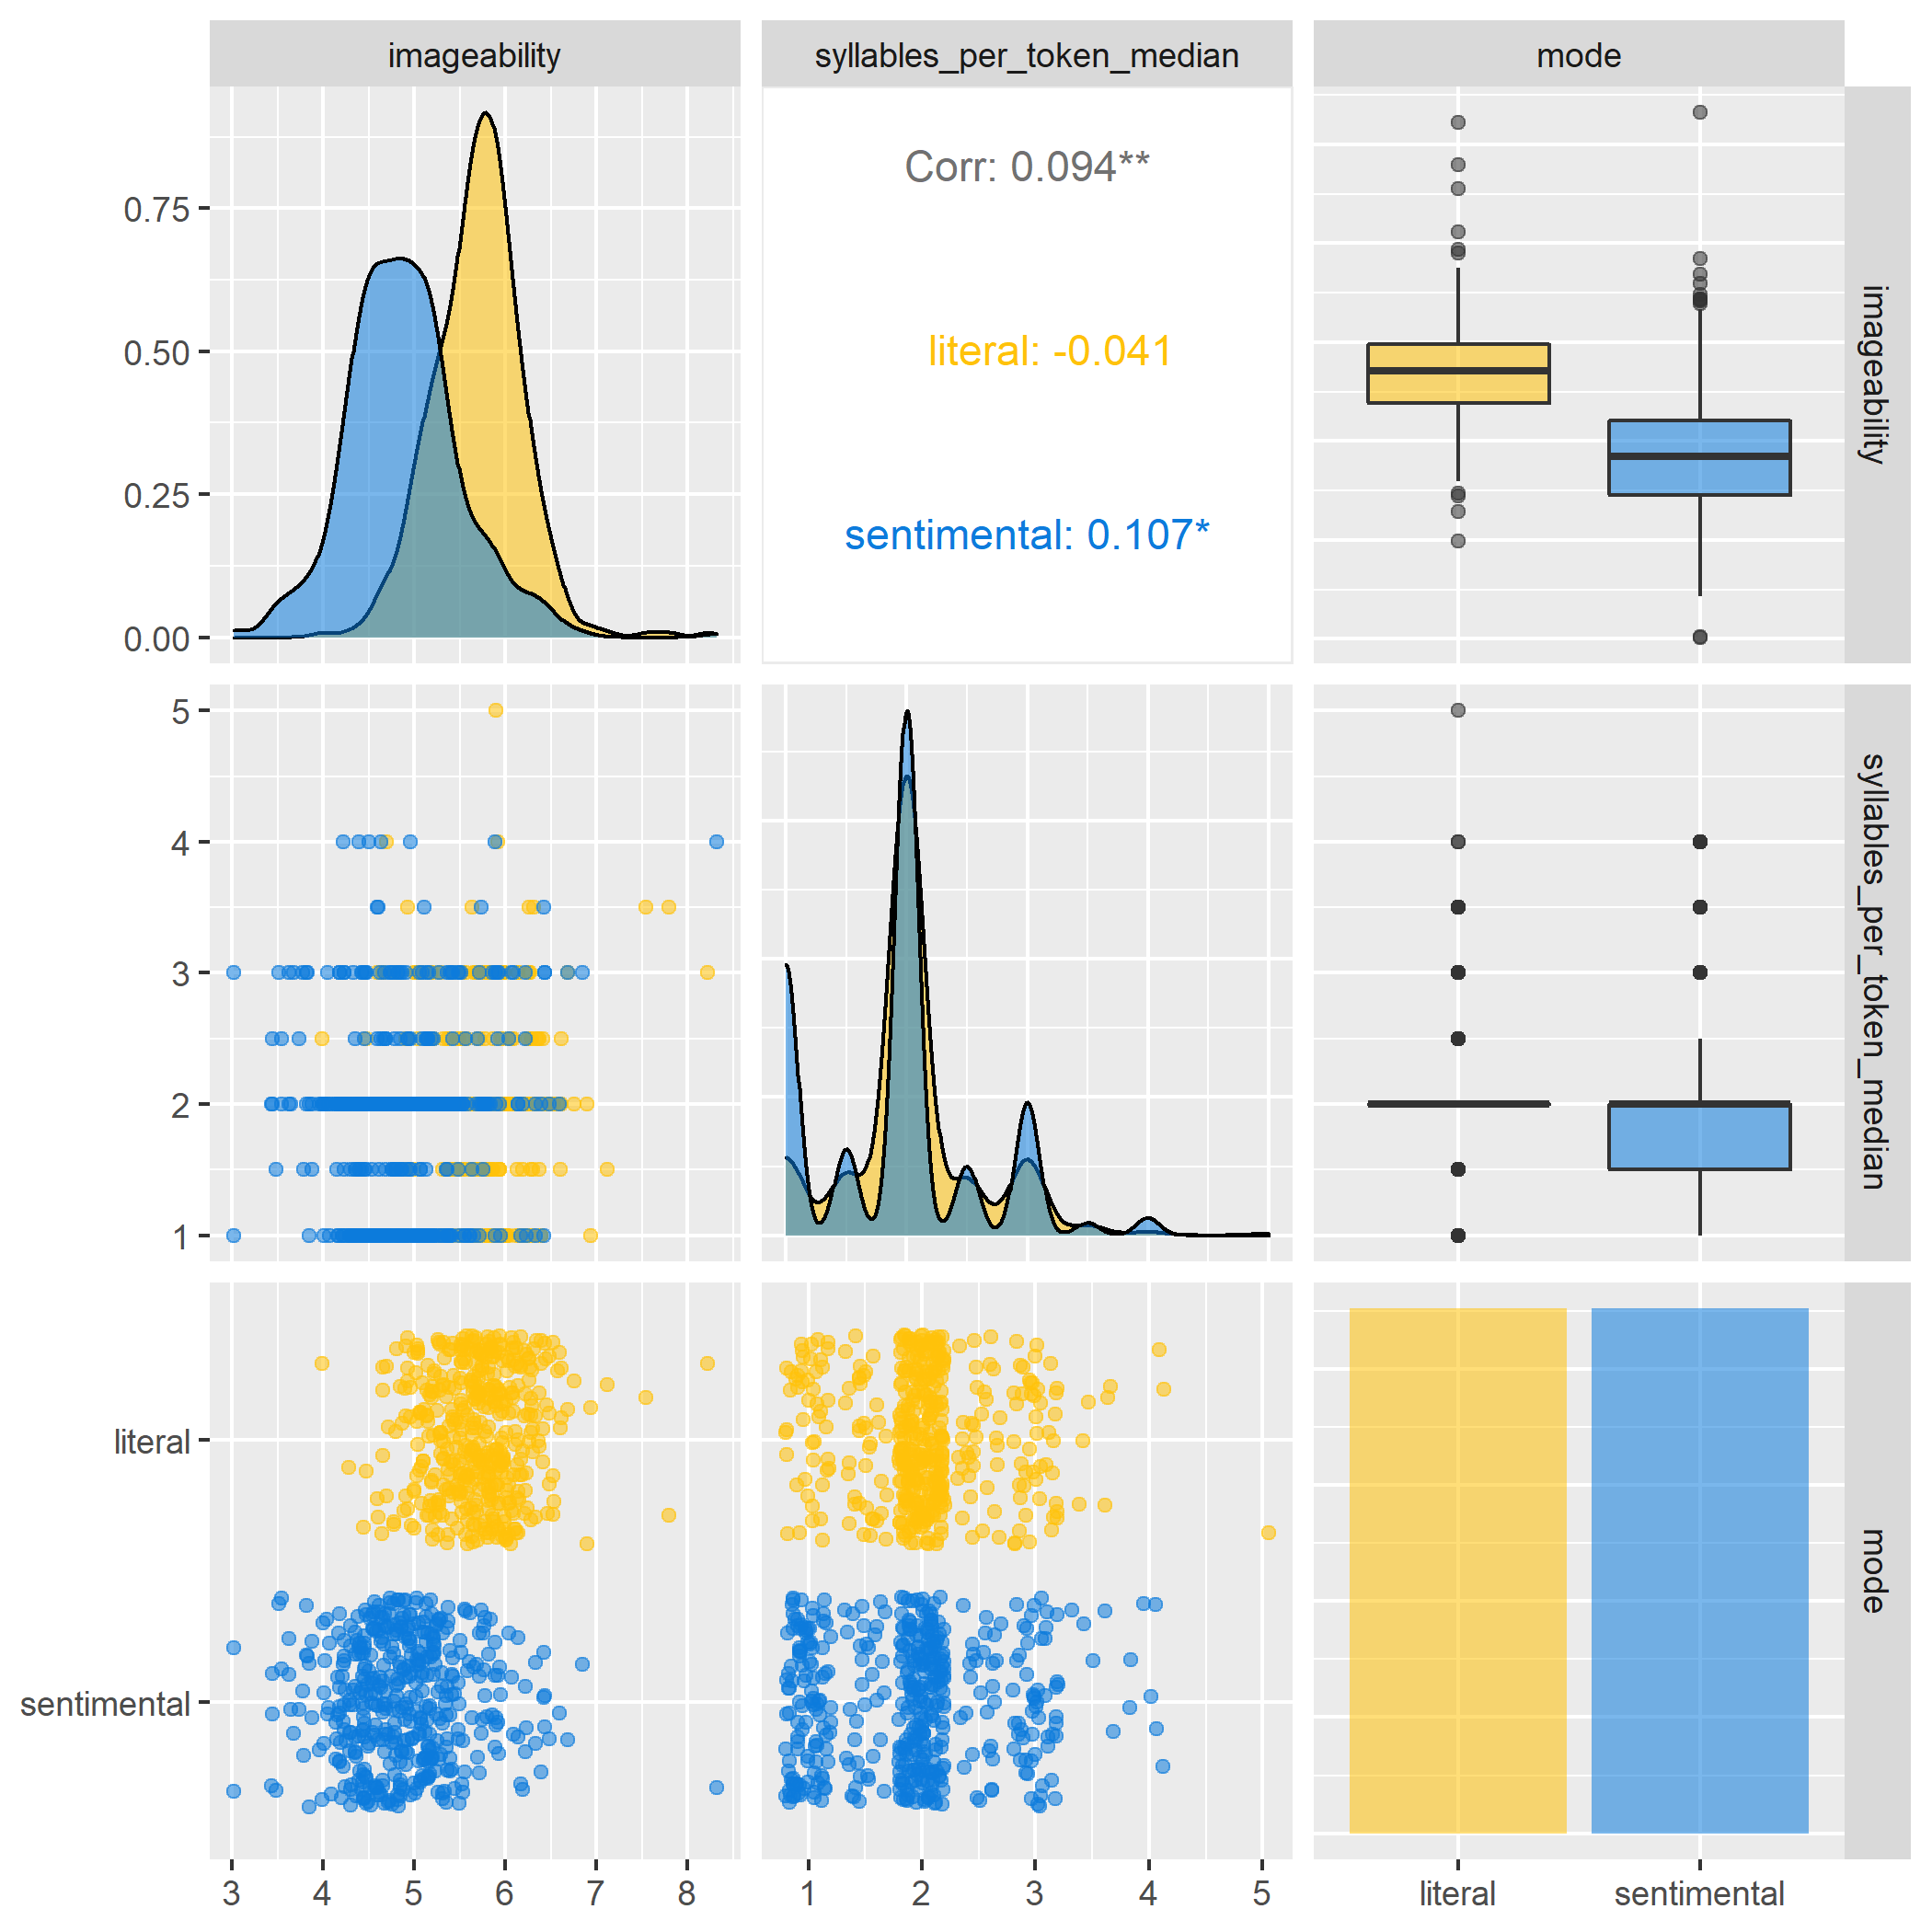 imageability
syllables_per_token_median
mode
0.75
0.50
0.25
0.00
Corr: 0.094**
literal: -0.041
sentimental: 0.107*
imageability
5
4
3
2
1
syllables_per_token_median
literal
sentimental
mode
3 4 5 6 7 8
1 2 3 4 5
literal sentimental